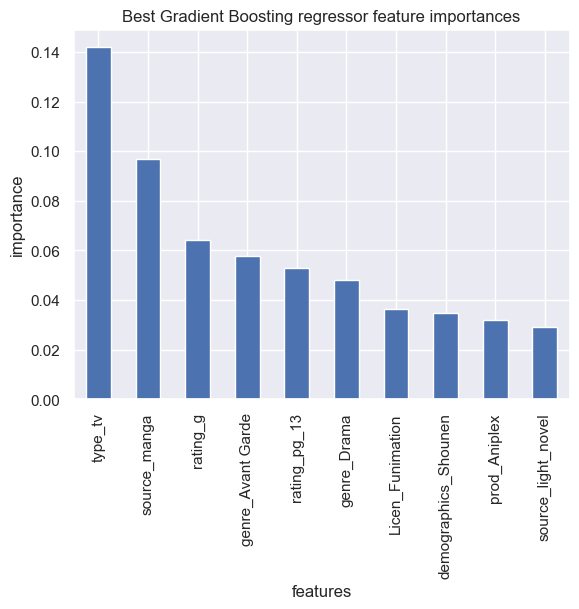 Best Gradient Boosting regressor feature importances
importance
0.14
0.12
0.10
0.08
0.06
0.04
0.02
0.00
type_tv
source_manga
rating_g
genre_Avant Garde
rating_pg_13
genre_Drama
Licen_Funimation
demographics_Shounen
prod_Aniplex
source_light_novel
features